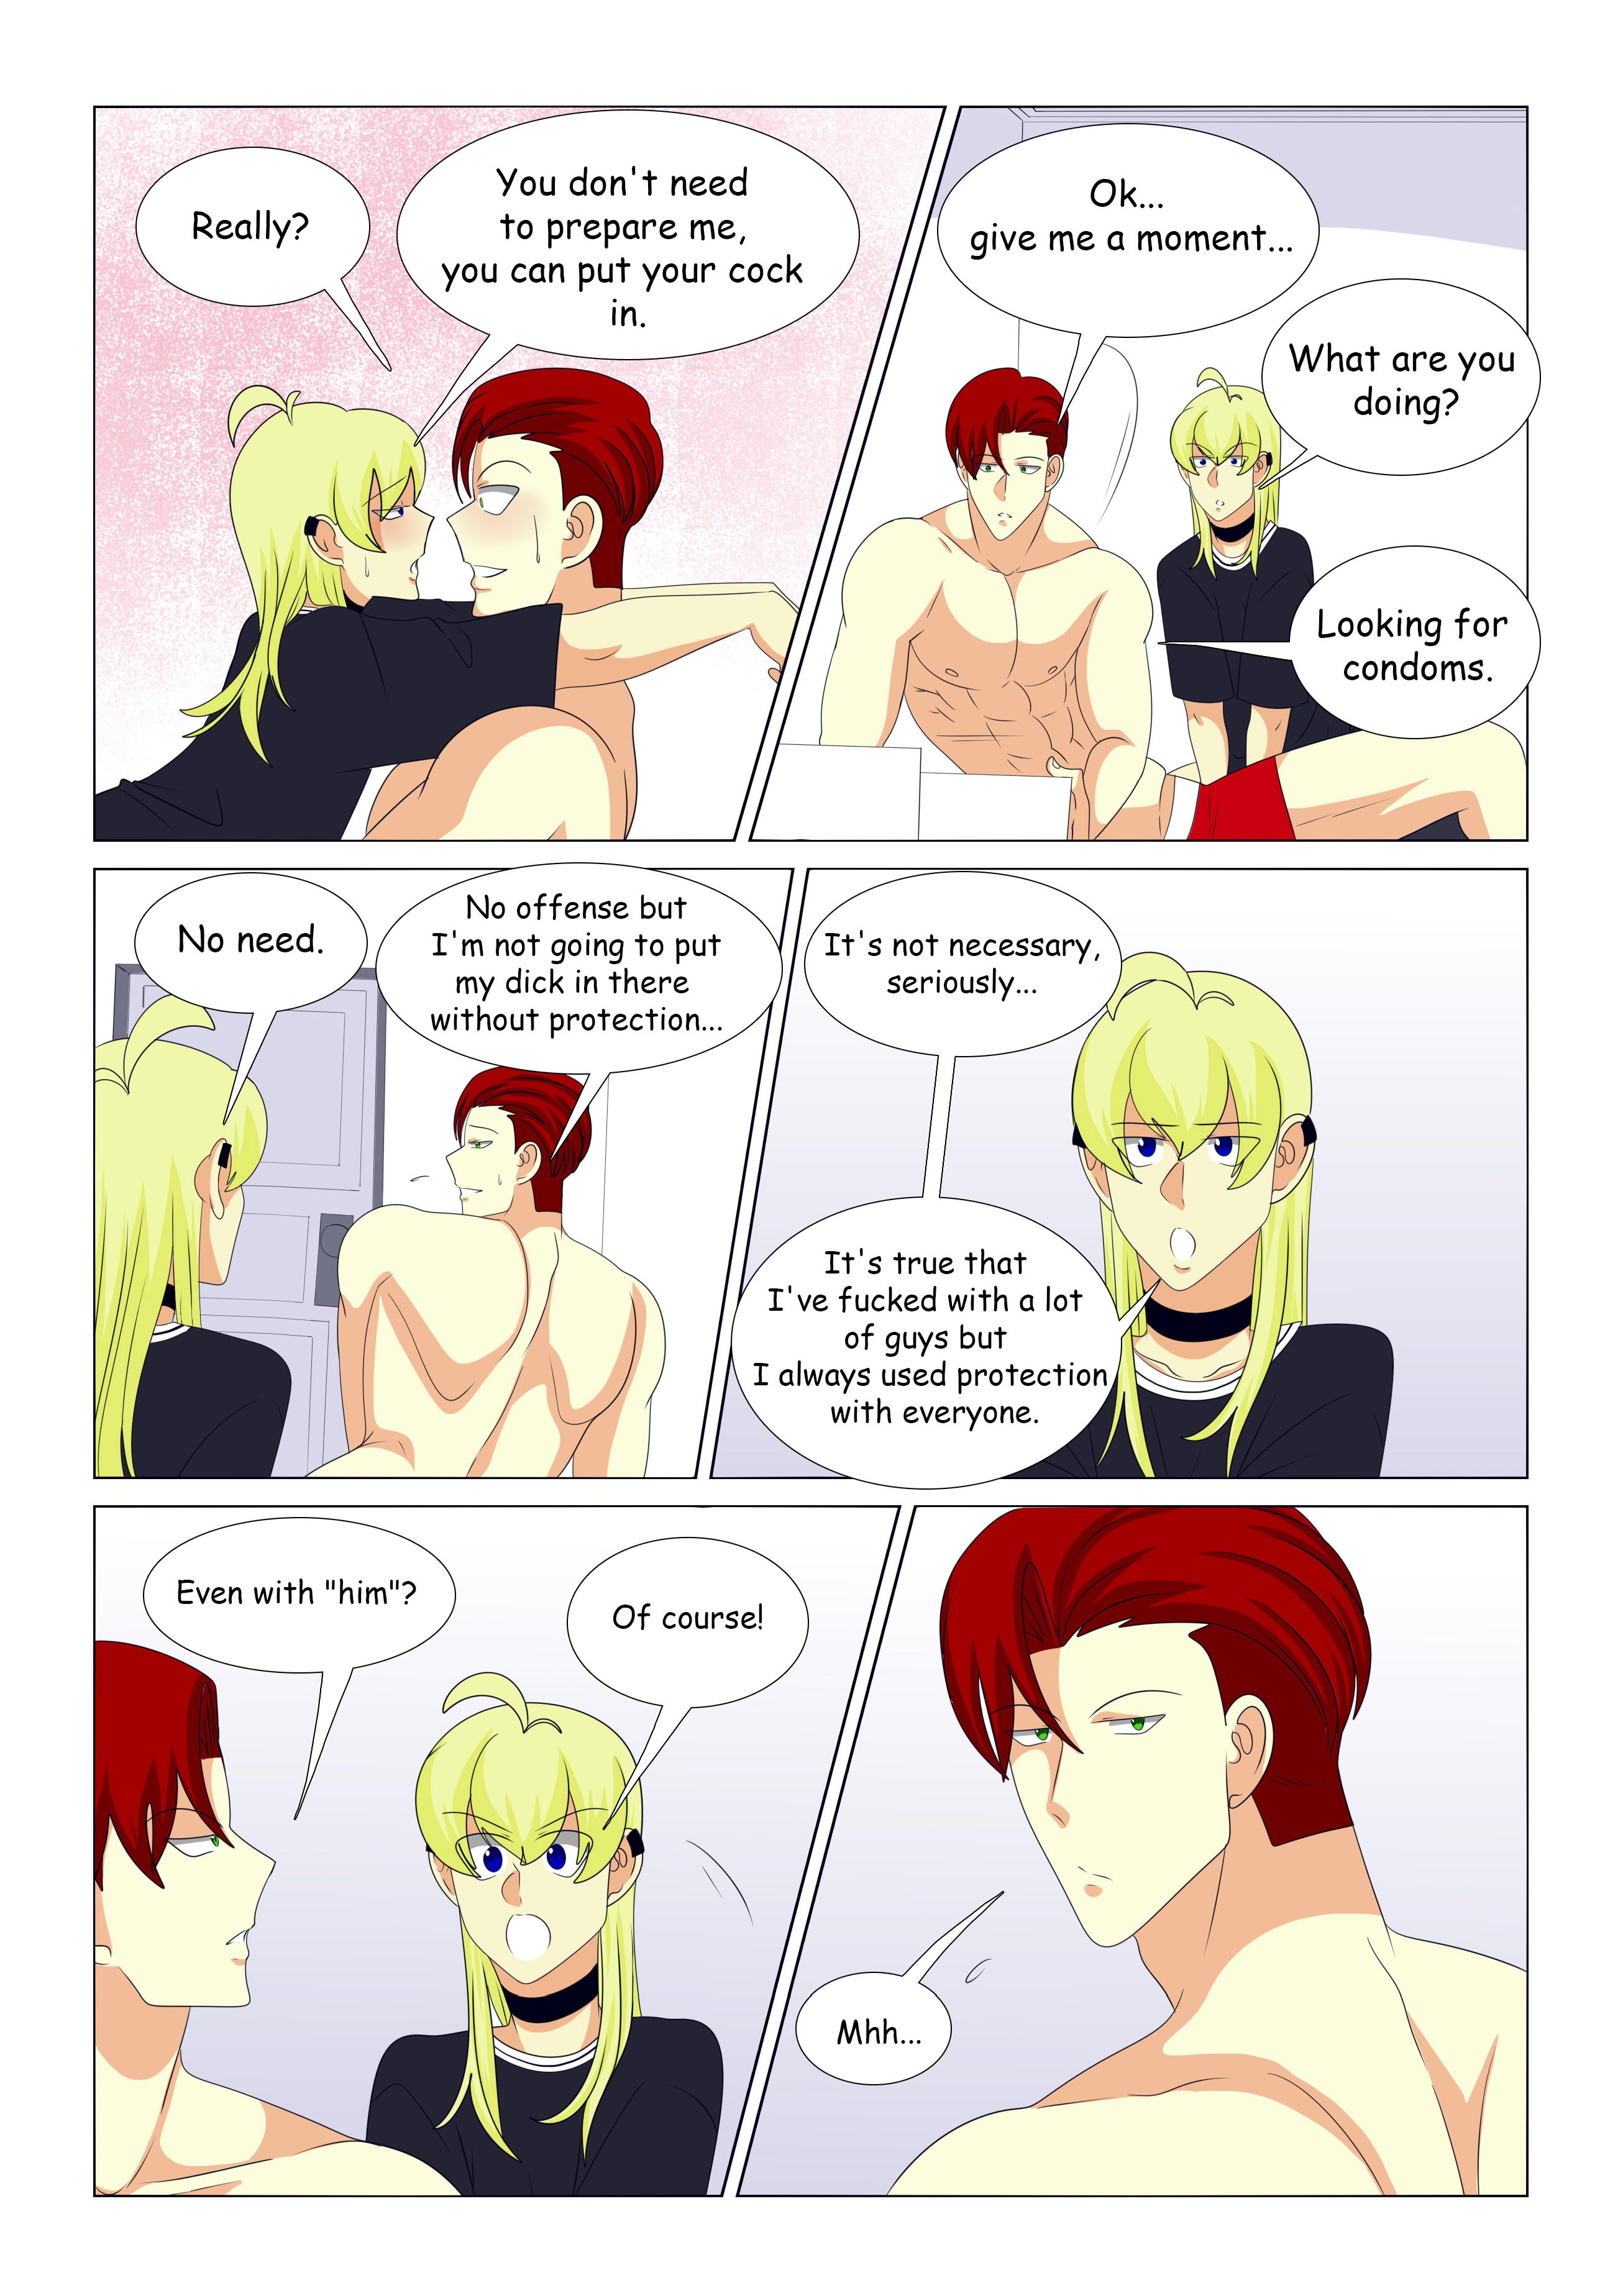 Really?
You don't need
to prepare me,
you can put your cock
in.
Ok...
give me a moment...
What are you
doing?
Looking for
condoms.
No need.
No offense but
I'm not going to put
my dick in there
without protection...
It's not necessary,
seriously...
It's true that
I've fucked with a lot
of guys but
I always used protection
with everyone.
Even with "him"?
Of course!
Mhh...